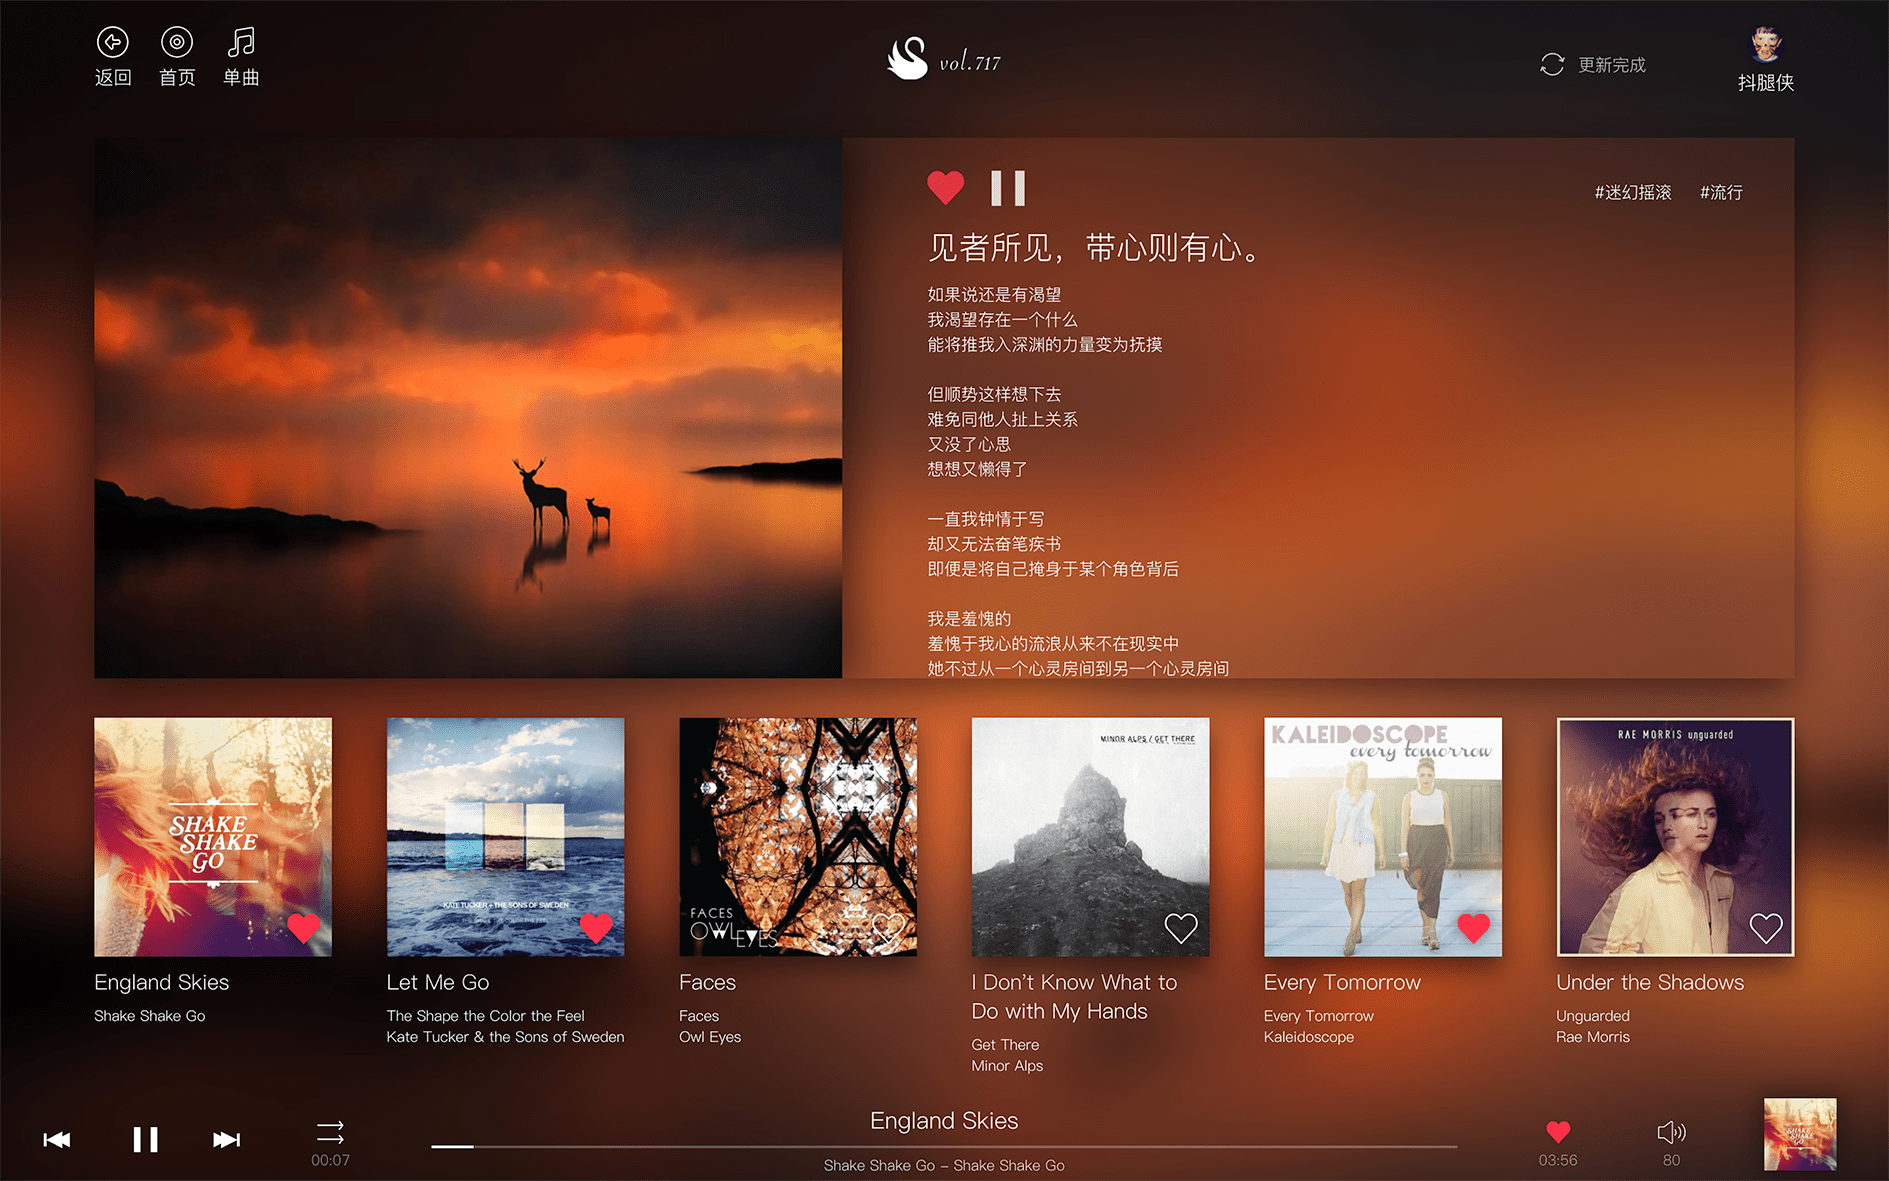 返回
首页
单曲
vol.717
更新完成
抖腿侠
#迷幻摇滚
#流行
见者所见，带心则有心。
如果说还是有渴望
我渴望存在一个什么
能将推我入深渊的力量变为抚摸
但顺势这样想下去
难免同他人扯上关系
又没了心思
想想又懒得了
一直我钟情于写
却又无法奋笔疾书
即便是将自己掩身于某个角色背后
我是羞愧的
羞愧于我心的流浪从来不在现实中
她不过从一个心灵房间到另一个心灵房间
SHAKE
SHAKE
GO
KATE TUCKER + THE SONS OF SWEDEN
THE SHAPE THE COLOR THE FEEL
FACES
OWL EYES
MINOR ALPS / GET THERE
KALEIDOSCOPE
every tomorrow
RAE MORRIS unguarded
England Skies
Shake Shake Go
Let Me Go
The Shape the Color the Feel
Kate Tucker & the Sons of Sweden
Faces
Faces
Owl Eyes
I Don’t Know What to
Do with My Hands
Get There
Minor Alps
Every Tomorrow
Every Tomorrow
Kaleidoscope
Under the Shadows
Unguarded
Rae Morris
00:07
England Skies
Shake Shake Go – Shake Shake Go
03:56
80
SHAKE
SHAKE
GO